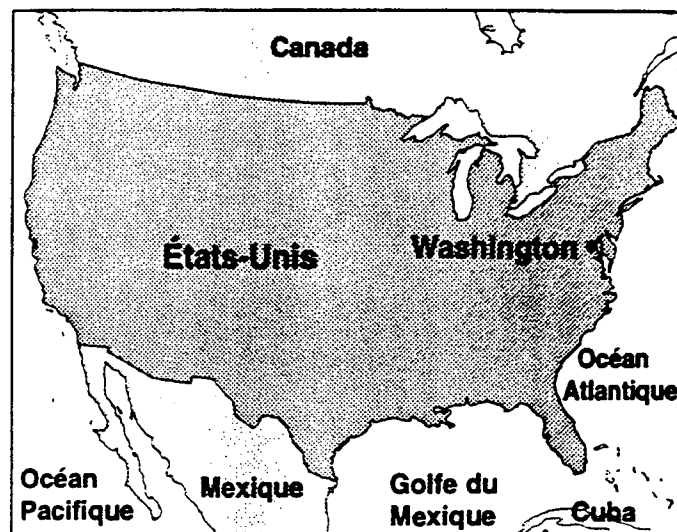 Canada
États-Unis
Washington
Océan
Atlantique
Océan
Pacifique
Mexique
Golfe du
Mexique
Cuba